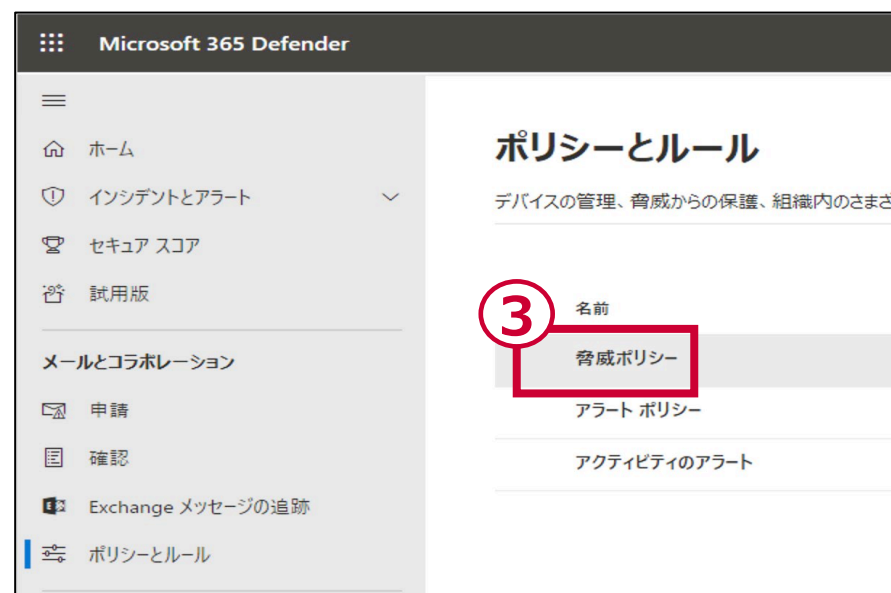 Microsoft 365 Defender
ホーム
インシデントとアラート
セキュア スコア
試用版
メールとコラボレーション
申請
確認
Exchange メッセージの追跡
ポリシーとルール
ポリシーとルール
デバイスの管理、脅威からの保護、組織内のさまざ
③
名前
脅威ポリシー
アラート ポリシー
アクティビティのアラート